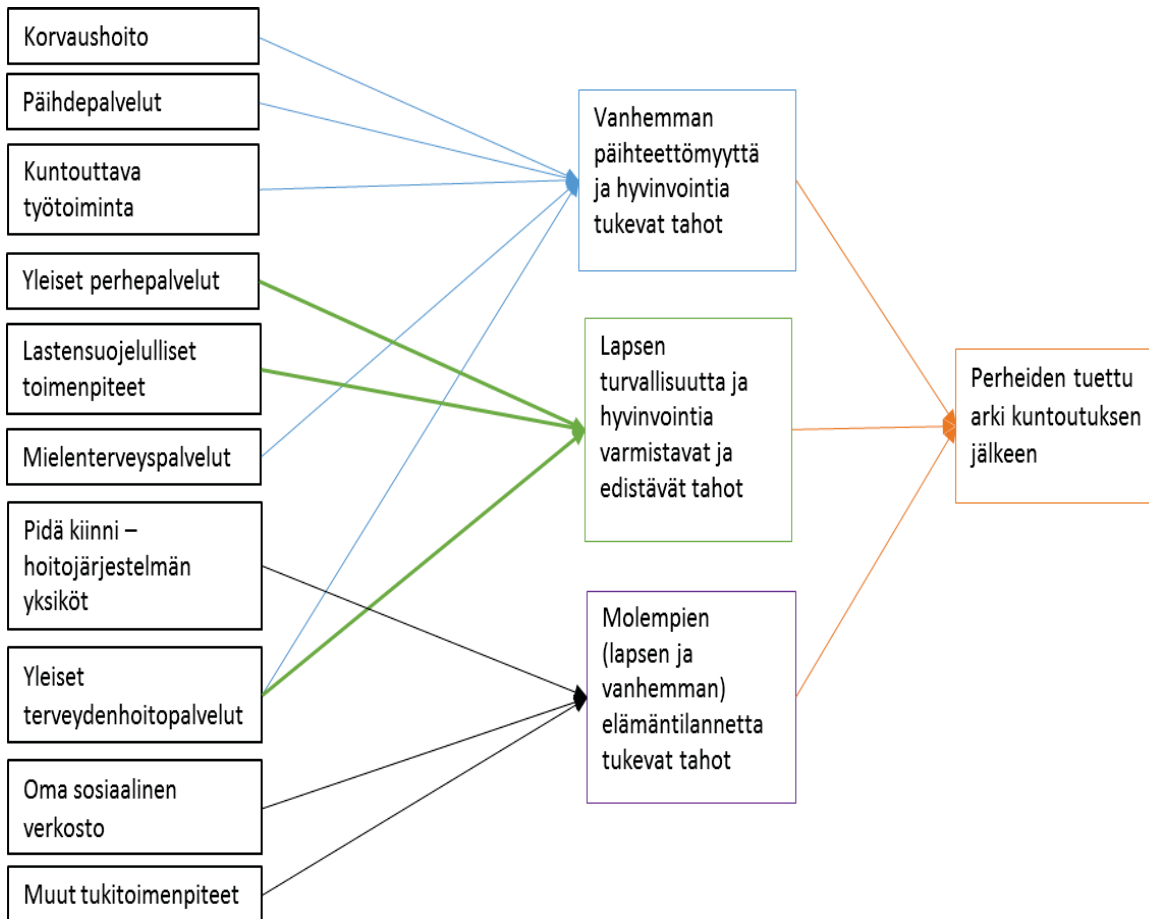 Korvaushoito
Päihdepalvelut
Kuntouttava
työtoiminta
Yleiset perhepalvelut
Lastensuojelulliset
toimenpiteet
Mielenterveyspalvelut
Pidä kiinni –
hoitojärjestelmän
yksiköt
Yleiset
terveydenhoitopalvelut
Oma sosiaalinen
verkosto
Muut tukitoimenpiteet
Vanhemman
päihteettömyyttä
ja hyvinvointia
tukevat tahot
Lapsen
turvallisuutta ja
hyvinvointia
varmistavat ja
edistävät tahot
Molempien
(lapsen ja
vanhemman)
elämäntilannetta
tukevat tahot
Perheiden tuettu
arki kuntoutuksen
jälkeen